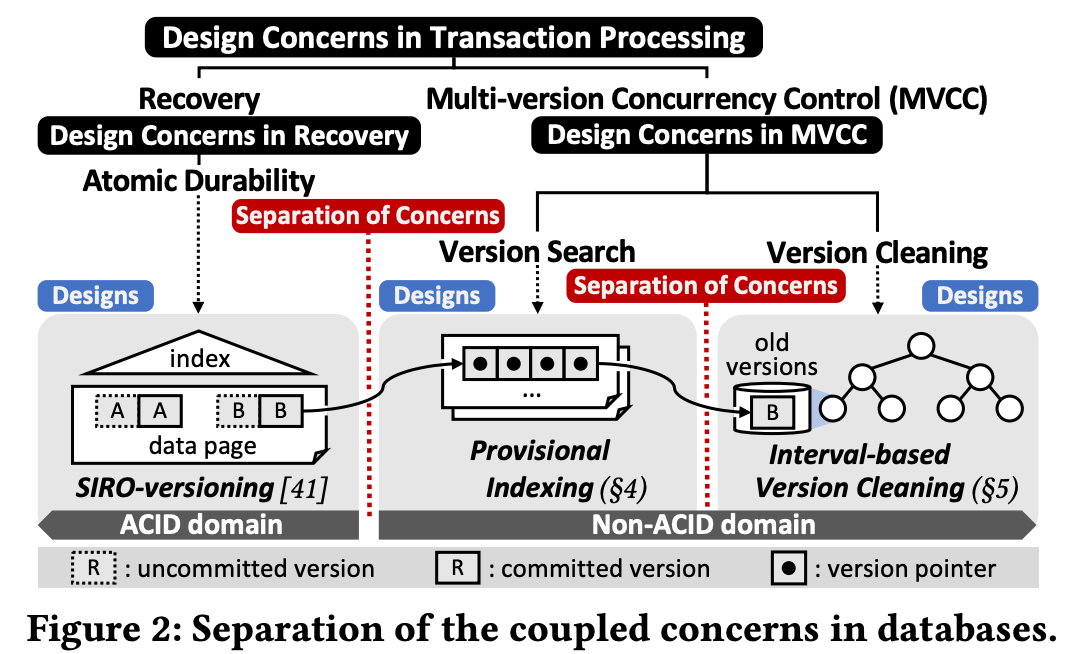 Design Concerns in Transaction Processing
Recovery
Multi-version Concurrency Control (MVCC)
Design Concerns in Recovery
Design Concerns in MVCC
Atomic Durability
Separation of Concerns
Version Search
Version Cleaning
Separation of Concerns
Designs
Designs
Designs
index
A A B B
data page
SIRO-versioning [41]
...
Provisional
Indexing (§4)
old
versions
B
Interval-based
Version Cleaning (§5)
ACID domain
Non-ACID domain
R : uncommitted version
R : committed version
: version pointer
Figure 2: Separation of the coupled concerns in databases.